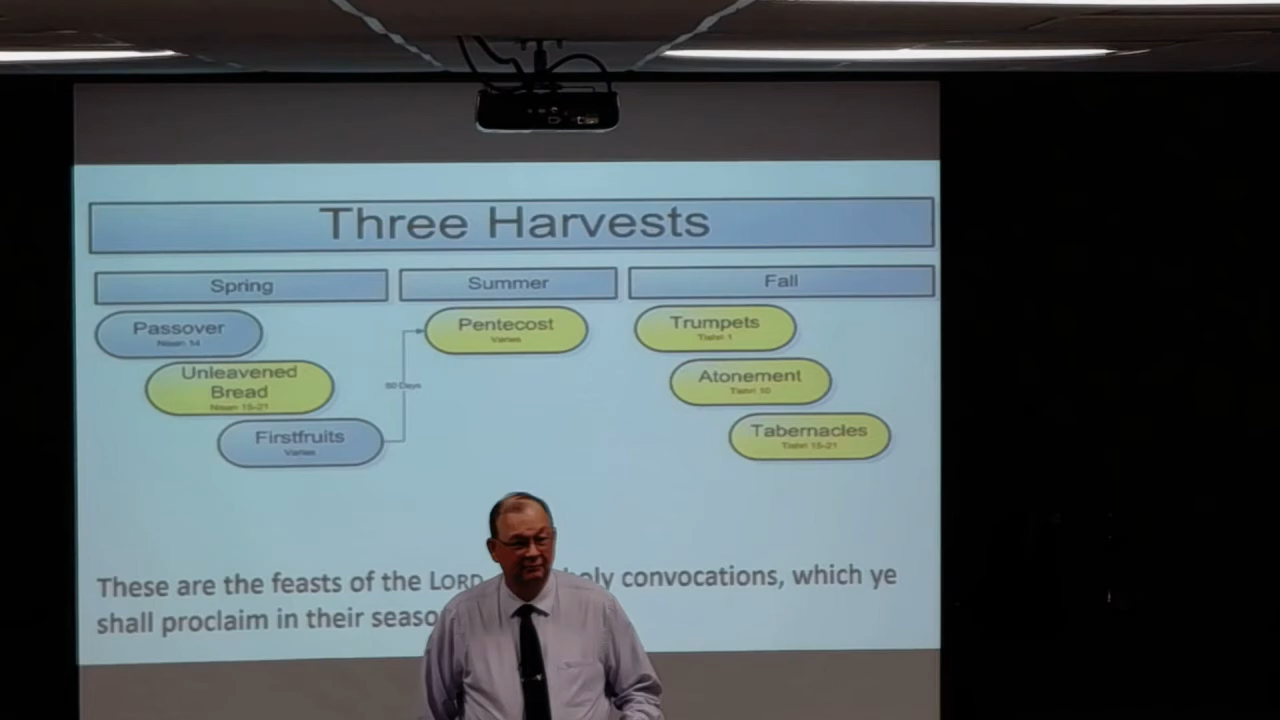 Three Harvests
Spring
Summer
Fall
Passover
Nisan 14
Unleavened
Bread
Nisan 15-21
Firstfruits
Varies
50 Days
Pentecost
Varies
Trumpets
Tishri 1
Atonement
Tishri 10
Tabernacles
Tishri 15-21
These are the feasts of the LORD convocations, which ye
shall proclaim in their